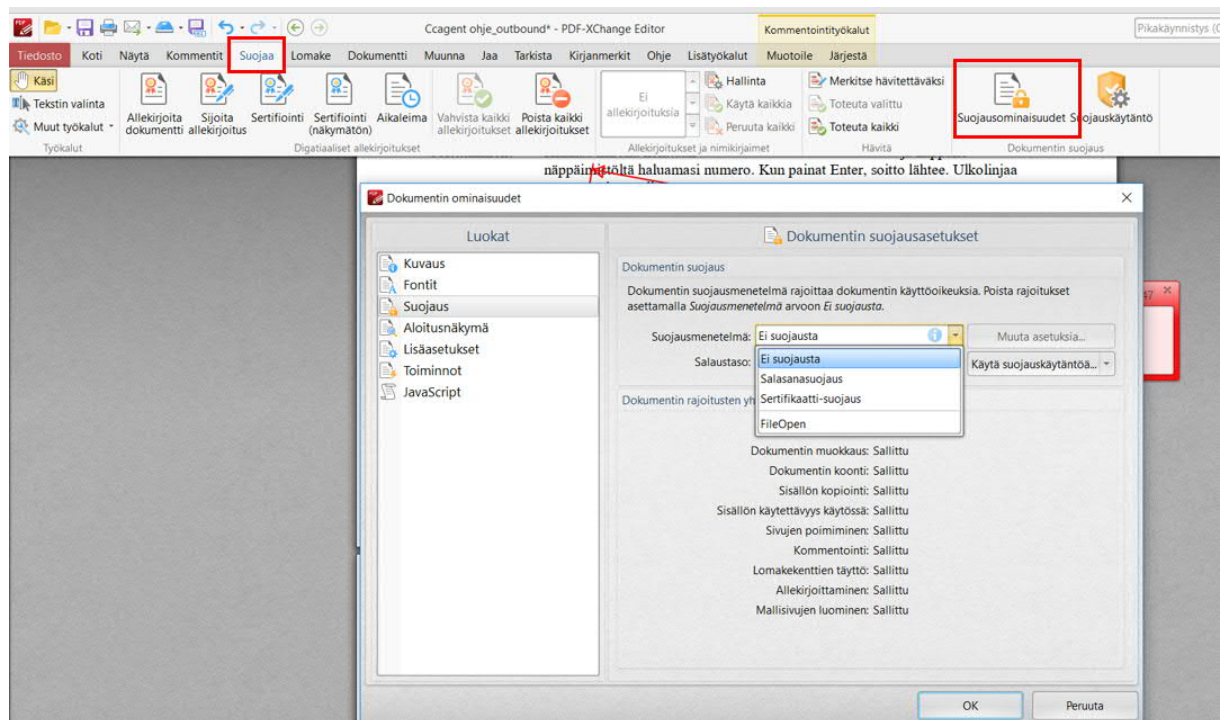 Ccagent ohje_outbound* - PDF-XChange Editor
Kommentointityökalut
Pikakäynnistys (C
Tiedosto Koti Näytä Kommentit Suojaa Lomake Dokumentti Muunna Jaa Tarkista Kirjanmerkit Ohje Lisätyökalut Muotoile Järjestä
Käsi
Tekstin valinta
Muut työkalut
Työkalut
Allekirjoita dokumentti
Sijoita allekirjoitus
Sertifiointi
Sertifiointi (näkymätön)
Aikaleima
Vahvista kaikki allekirjoitukset
Poista kaikki allekirjoitukset
Digataaliset allekirjoitukset
Ei allekirjoituksia
Hallinta
Käytä kaikkia
Peruuta kaikki
Allekirjoitukset ja nimikirjaimet
Merkitse hävitettäväksi
Toteuta valittu
Toteuta kaikki
Hävitä
Suojausominaisuudet
Suojauskäytäntö
Dokumentin suojaus
näppäimistöltä haluamasi numero. Kun painat Enter, soitto lähtee. Ulkolinjaa
Dokumentin ominaisuudet
Luokat
Kuvaus
Fontit
Suojaus
Aloitusnäkymä
Lisäasetukset
Toiminnot
JavaScript
Dokumentin suojausasetukset
Dokumentin suojaus
Dokumentin suojausmenetelmä rajoittaa dokumentin käyttöoikeuksia. Poista rajoitukset
asettamalla Suojausmenetelmä arvoon Ei suojausta.
Suojausmenetelmä: Ei suojausta Muuta asetuksia...
Salaustaso: Käytä suojauskäytäntöä...
Ei suojausta
Salasanasuojaus
Sertifikaatti-suojaus
FileOpen
Dokumentin rajoitusten yh
Dokumentin muokkaus: Sallittu
Dokumentin koonti: Sallittu
Sisällön kopiointi: Sallittu
Sisällön käytettävyys käytössä: Sallittu
Sivujen poimiminen: Sallittu
Kommentointi: Sallittu
Lomakekenttien täyttö: Sallittu
Allekirjoittaminen: Sallittu
Mallisivujen luominen: Sallittu
OK Peruuta